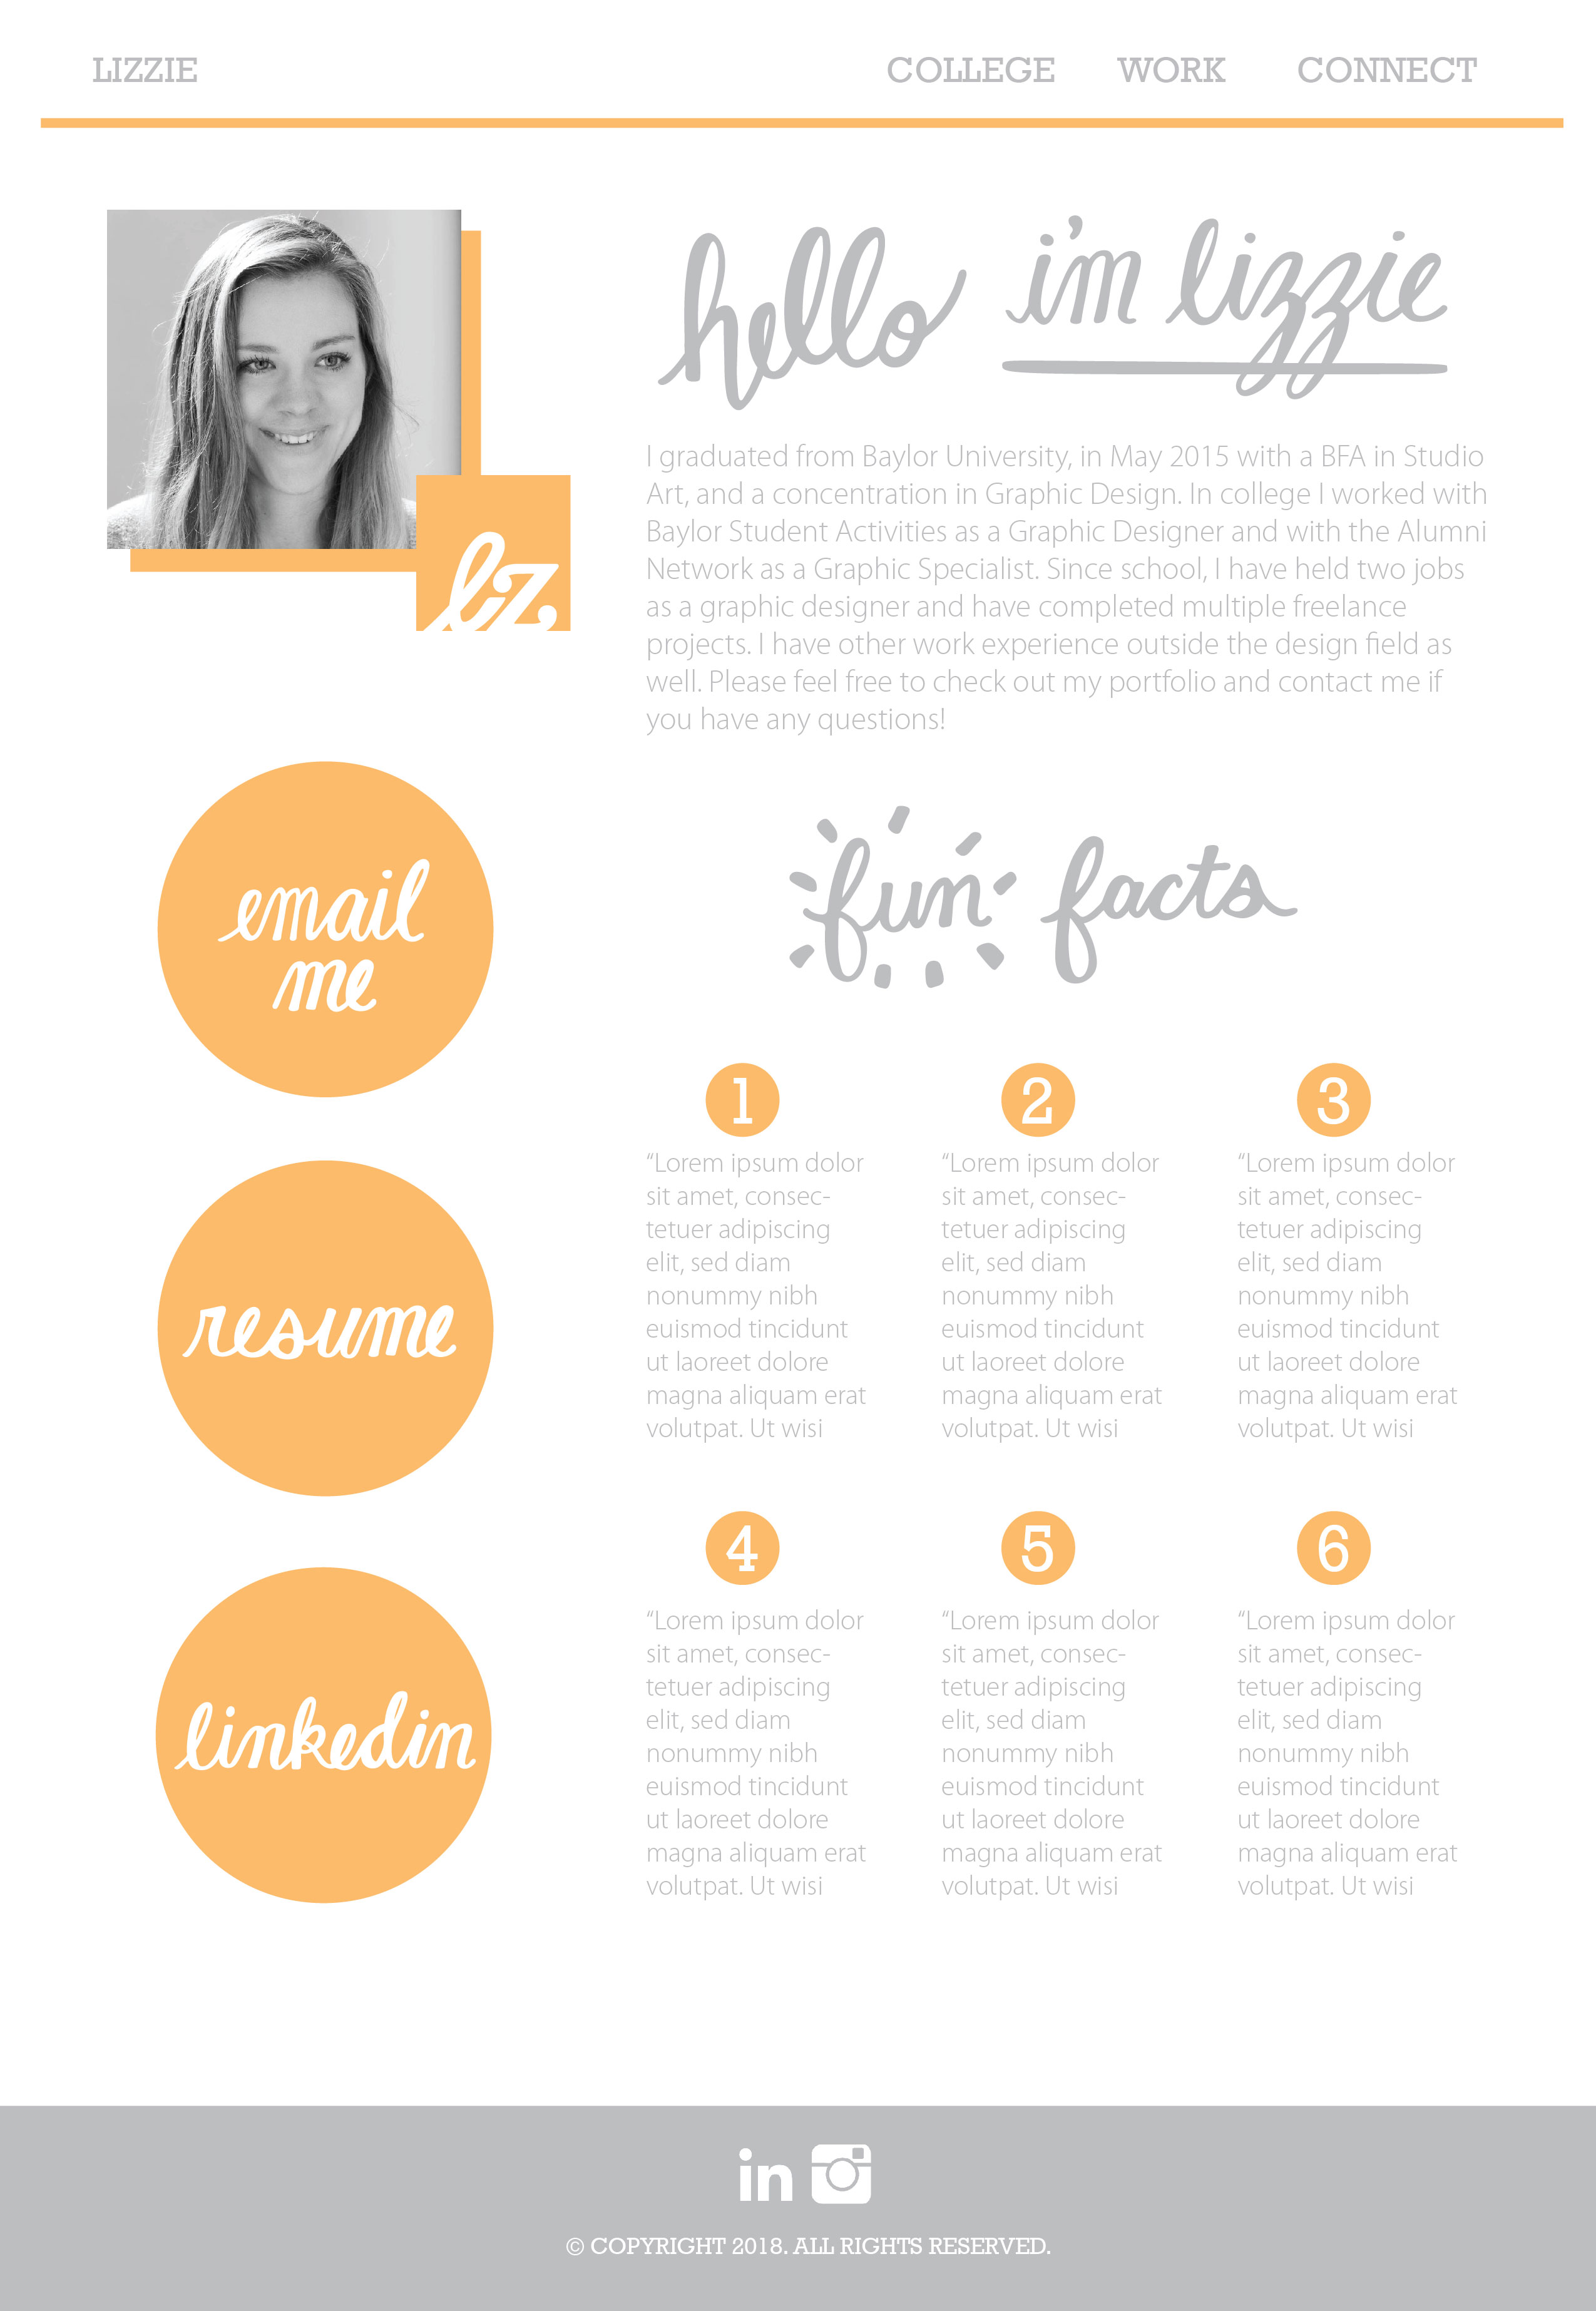 LIZZIE COLLEGE WORK CONNECT
liz.
hello i'm lizzie
I graduated from Baylor University, in May 2015 with a BFA in Studio
Art, and a concentration in Graphic Design. In college I worked with
Baylor Student Activities as a Graphic Designer and with the Alumni
Network as a Graphic Specialist. Since school, I have held two jobs
as a graphic designer and have completed multiple freelance
projects. I have other work experience outside the design field as
well. Please feel free to check out my portfolio and contact me if
you have any questions!
email
me
resume
linkedin
fun facts
1
“Lorem ipsum dolor
sit amet, consec-
tetuer adipiscing
elit, sed diam
nonummy nibh
euismod tincidunt
ut laoreet dolore
magna aliquam erat
volutpat. Ut wisi
2
“Lorem ipsum dolor
sit amet, consec-
tetuer adipiscing
elit, sed diam
nonummy nibh
euismod tincidunt
ut laoreet dolore
magna aliquam erat
volutpat. Ut wisi
3
“Lorem ipsum dolor
sit amet, consec-
tetuer adipiscing
elit, sed diam
nonummy nibh
euismod tincidunt
ut laoreet dolore
magna aliquam erat
volutpat. Ut wisi
4
“Lorem ipsum dolor
sit amet, consec-
tetuer adipiscing
elit, sed diam
nonummy nibh
euismod tincidunt
ut laoreet dolore
magna aliquam erat
volutpat. Ut wisi
5
“Lorem ipsum dolor
sit amet, consec-
tetuer adipiscing
elit, sed diam
nonummy nibh
euismod tincidunt
ut laoreet dolore
magna aliquam erat
volutpat. Ut wisi
6
“Lorem ipsum dolor
sit amet, consec-
tetuer adipiscing
elit, sed diam
nonummy nibh
euismod tincidunt
ut laoreet dolore
magna aliquam erat
volutpat. Ut wisi
in
© COPYRIGHT 2018. ALL RIGHTS RESERVED.